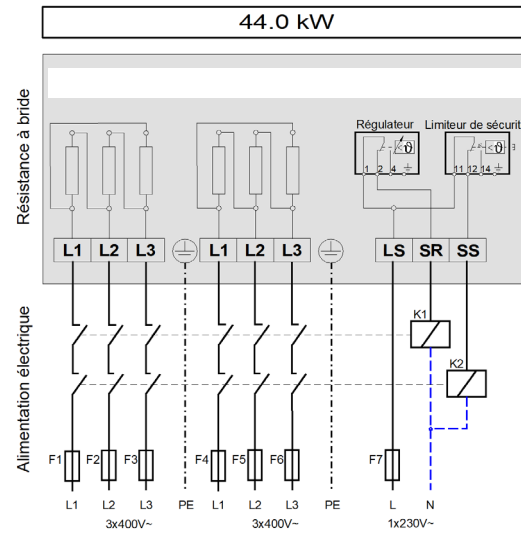 44.0 kW
Résistance à bride
Régulateur
Limiteur de sécurit
ϑ
ϑ
1 2 4
11 12 14
L1 L2 L3
L1 L2 L3
LS SR SS
Alimentation électrique
K1
K2
F1 F2 F3
F4 F5 F6
F7
L1 L2 L3 PE
L1 L2 L3 PE
L N
3x400V~
3x400V~
1x230V~